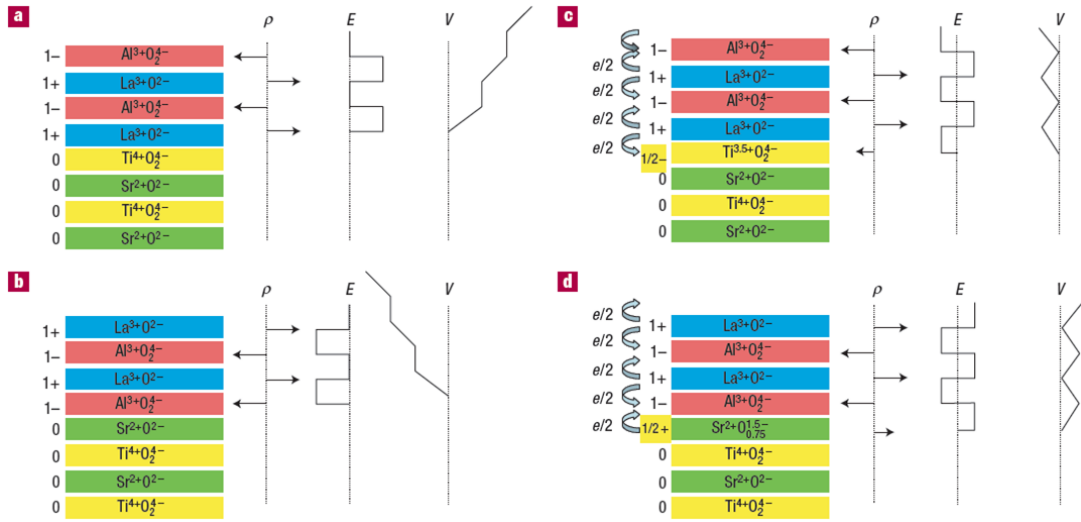 a
ρ E V
1− Al³⁺O₂⁴⁻
1+ La³⁺O²⁻
1− Al³⁺O₂⁴⁻
1+ La³⁺O²⁻
0 Ti⁴⁺O₂⁴⁻
0 Sr²⁺O²⁻
0 Ti⁴⁺O₂⁴⁻
0 Sr²⁺O²⁻
b
ρ E V
1+ La³⁺O²⁻
1− Al³⁺O₂⁴⁻
1+ La³⁺O²⁻
1− Al³⁺O₂⁴⁻
0 Sr²⁺O²⁻
0 Ti⁴⁺O₂⁴⁻
0 Sr²⁺O²⁻
0 Ti⁴⁺O₂⁴⁻
c
ρ E V
1− Al³⁺O₂⁴⁻
e/2
1+ La³⁺O²⁻
e/2
1− Al³⁺O₂⁴⁻
e/2
1+ La³⁺O²⁻
e/2
1/2− Ti³·⁵⁺O₂⁴⁻
0 Sr²⁺O²⁻
0 Ti⁴⁺O₂⁴⁻
0 Sr²⁺O²⁻
d
ρ E V
e/2 1+ La³⁺O²⁻
e/2 1− Al³⁺O₂⁴⁻
e/2 1+ La³⁺O²⁻
e/2 1− Al³⁺O₂⁴⁻
e/2 1/2+ Sr²⁺O₀.₇₅¹·⁵⁻
0 Ti⁴⁺O₂⁴⁻
0 Sr²⁺O²⁻
0 Ti⁴⁺O₂⁴⁻